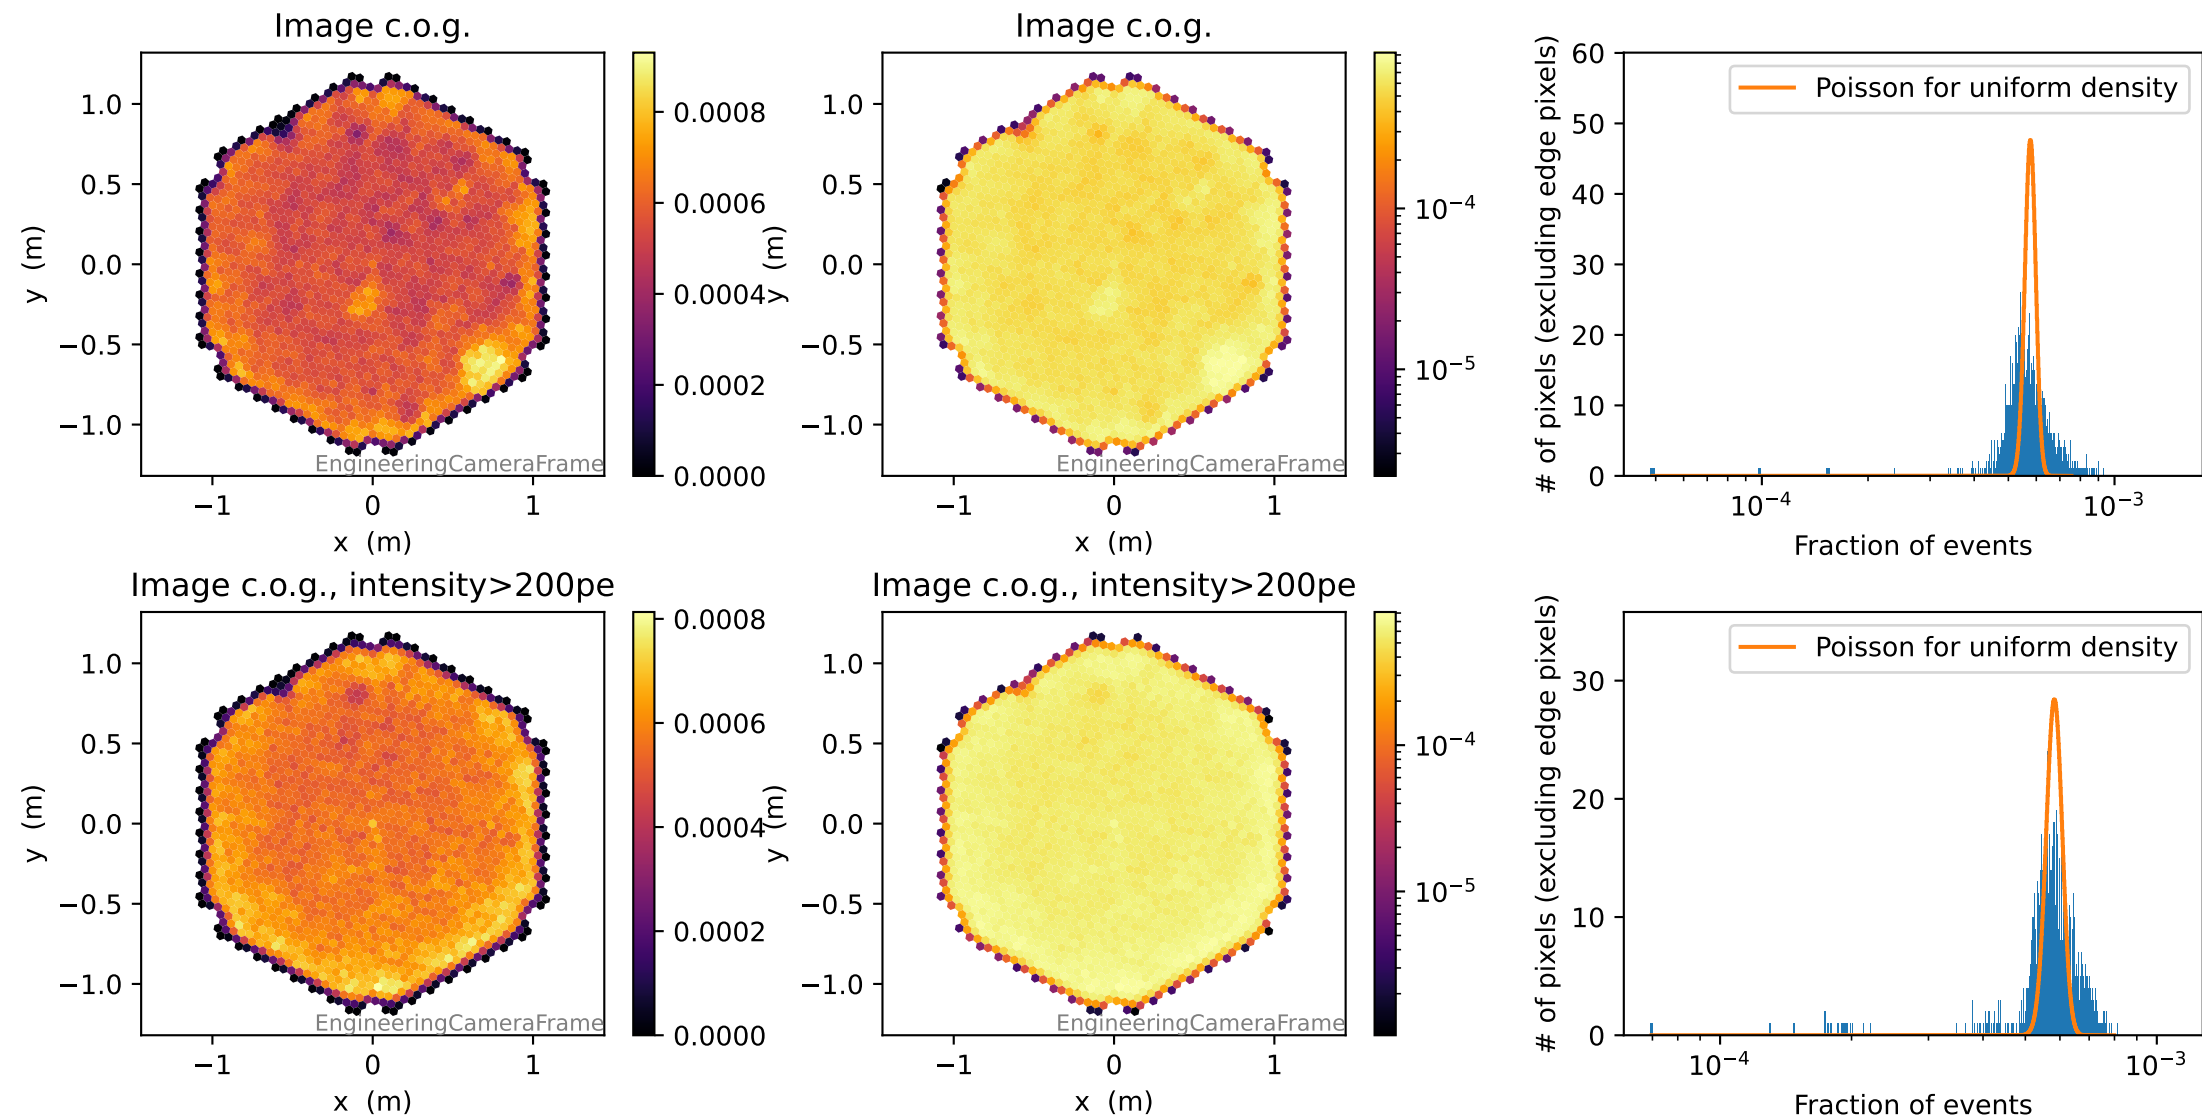 Image c.o.g.
y (m)
1.0
0.5
0.0
−0.5
−1.0
−1
0
1
x (m)
EngineeringCameraFrame
0.0008
0.0006
0.0004
0.0002
0.0000
Image c.o.g.
y (m)
1.0
0.5
0.0
−0.5
−1.0
−1
0
1
x (m)
EngineeringCameraFrame
10⁻⁴
10⁻⁵
# of pixels (excluding edge pixels)
60
50
40
30
20
10
0
Poisson for uniform density
10⁻⁴
10⁻³
Fraction of events
Image c.o.g., intensity>200pe
y (m)
1.0
0.5
0.0
−0.5
−1.0
−1
0
1
x (m)
EngineeringCameraFrame
0.0008
0.0006
0.0004
0.0002
0.0000
Image c.o.g., intensity>200pe
y (m)
1.0
0.5
0.0
−0.5
−1.0
−1
0
1
x (m)
EngineeringCameraFrame
10⁻⁴
10⁻⁵
# of pixels (excluding edge pixels)
30
20
10
0
Poisson for uniform density
10⁻⁴
10⁻³
Fraction of events